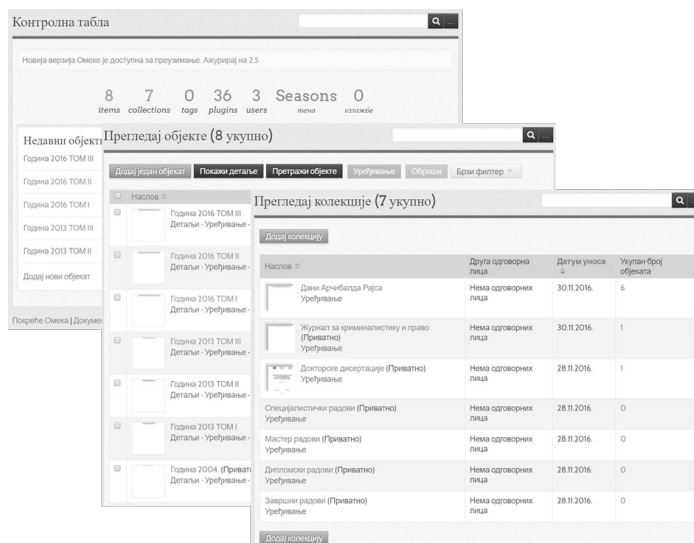 Контролна табла
...
Новија верзија Омеке је доступна за преузимање. Ажурирај на 2.5
8 7 0 36 3 Seasons 0
items collections tags plugins users тема изложбе
Недавни објекти
Година 2016 ТОМ III
Година 2016 ТОМ II
Година 2016 ТОМ I
Година 2013 ТОМ III
Година 2013 ТОМ II
Додај нови објекат
Покреће Омека | Докумен
Прегледај објекте (8 укупно)
...
Додај један објекат Покажи детаље Претражи објекте Уређивање Обриши Брзи филтер
Наслов
Година 2016 ТОМ III
Детаљи · Уређивање ·
Година 2016 ТОМ II
Детаљи · Уређивање ·
Година 2016 ТОМ I
Детаљи · Уређивање ·
Година 2013 ТОМ III
Детаљи · Уређивање ·
Година 2013 ТОМ II
Детаљи · Уређивање ·
Година 2013 ТОМ I
Детаљи · Уређивање ·
Година 2004. (Приват
Детаљи · Уређивање ·
Прегледај колекције (7 укупно)
Додај колекцију
Наслов Друга одговорна лица Датум уноса Укупан број објеката
Дани Арчибалда Рајса Нема одговорних лица 30.11.2016. 6
Уређивање
Журнал за криминалистику и право (Приватно) Нема одговорних лица 30.11.2016. 1
Уређивање
Докторске дисертације (Приватно) Нема одговорних лица 28.11.2016. 1
Уређивање
Специјалистички радови (Приватно) Нема одговорних лица 28.11.2016. 0
Уређивање
Мастер радови (Приватно) Нема одговорних лица 28.11.2016. 0
Уређивање
Дипломски радови (Приватно) Нема одговорних лица 28.11.2016. 0
Уређивање
Завршни радови (Приватно) Нема одговорних лица 28.11.2016. 0
Уређивање
Додај колекцију